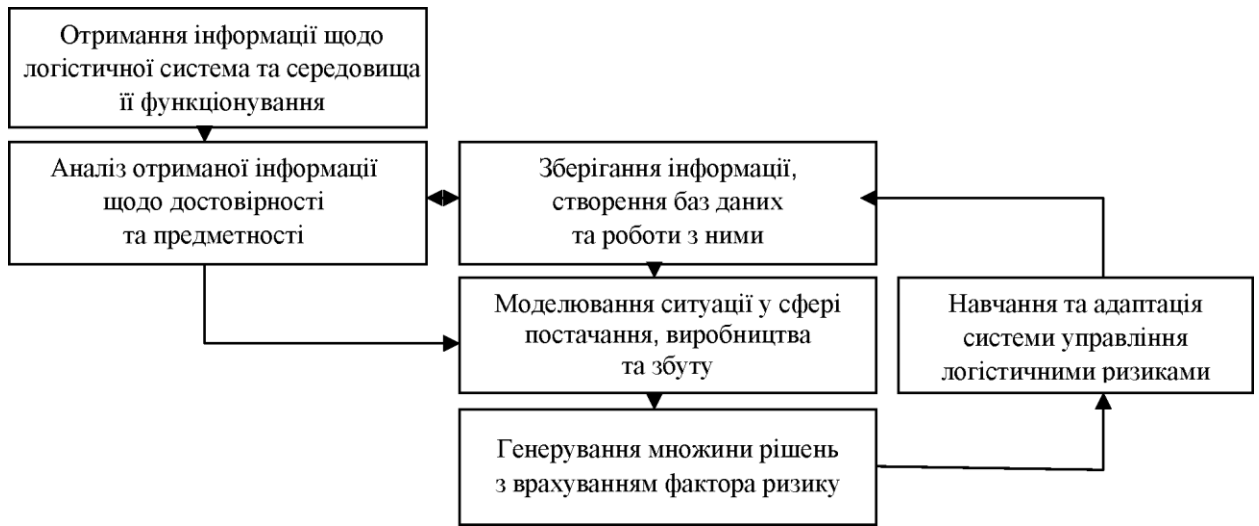 Отримання інформації щодо
логістичної система та середовища
її функціонування
Аналіз отриманої інформації
щодо достовірності
та предметності
Зберігання інформації,
створення баз даних
та роботи з ними
Моделювання ситуації у сфері
постачання, виробництва
та збуту
Навчання та адаптація
системи управління
логістичними ризиками
Генерування множини рішень
з врахуванням фактора ризику